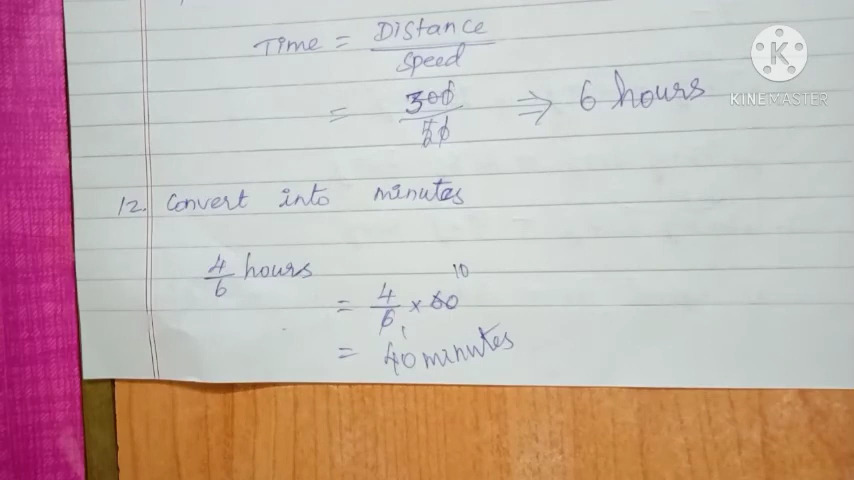 Time = Distance / Speed
= 300 / 50 ⇒ 6 hours
12. Convert into minutes
4/6 hours
= 4/6 × 60 10
1
= 40 minutes
K
KINEMASTER